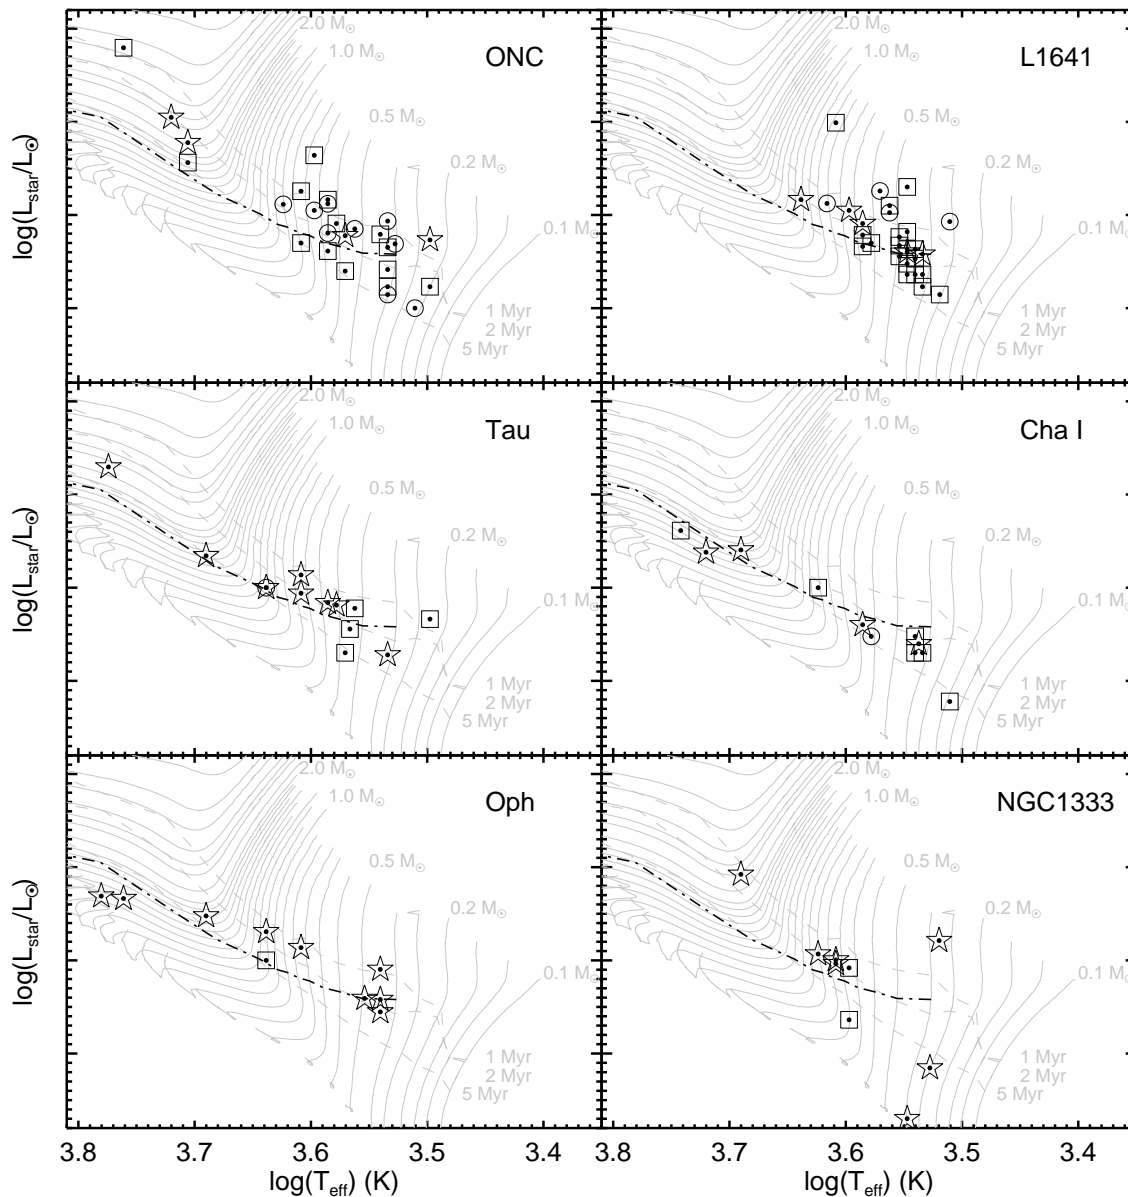 2.0 M☉
1.0 M☉
0.5 M☉
0.2 M☉
0.1 M☉
1 Myr
2 Myr
5 Myr
ONC
log(L_star/L☉)
2.0 M☉
1.0 M☉
0.5 M☉
0.2 M☉
0.1 M
1 Myr
2 Myr
5 Myr
L1641
2.0 M☉
1.0 M☉
0.5 M☉
0.2 M☉
0.1 M☉
1 Myr
2 Myr
5 Myr
Tau
log(L_star/L☉)
2.0 M☉
1.0 M☉
0.5 M☉
0.2 M☉
0.1 M
1 Myr
2 Myr
5 Myr
Cha I
2.0 M☉
1.0 M☉
0.5 M☉
0.2 M☉
0.1 M☉
1 Myr
2 Myr
5 Myr
Oph
log(L_star/L☉)
2.0 M☉
1.0 M☉
0.5 M☉
0.2 M☉
0.1 M
1 Myr
2 Myr
5 Myr
NGC1333
3.8 3.7 3.6 3.5 3.4
log(T_eff) (K)
3.8 3.7 3.6 3.5 3.4
log(T_eff) (K)